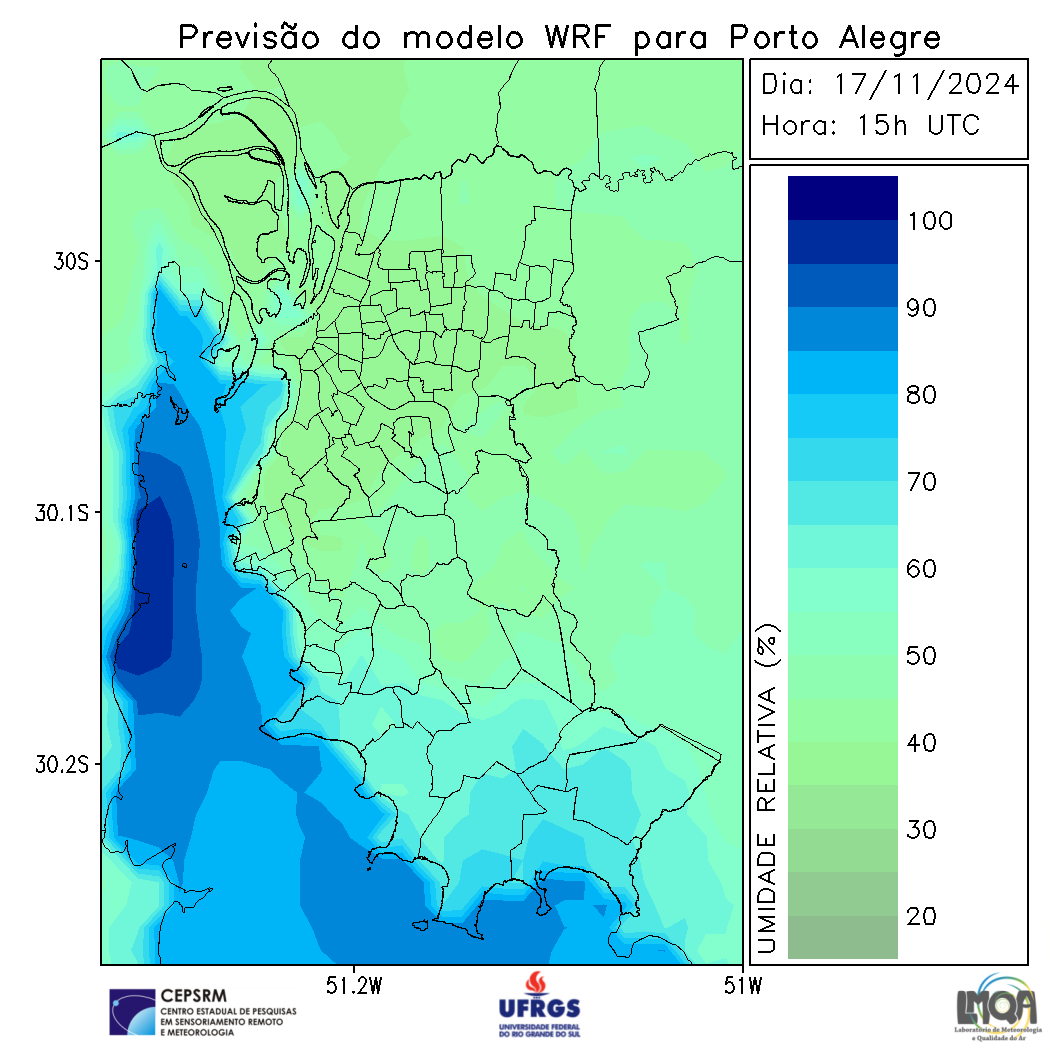 Previsão do modelo WRF para Porto Alegre
Dia: 17/11/2024
Hora: 15h UTC
100
90
80
70
60
50
40
30
20
UMIDADE RELATIVA (%)
30S
30.1S
30.2S
51.2W
51W
CEPSRM
CENTRO ESTADUAL DE PESQUISAS
EM SENSORIAMENTO REMOTO
E METEOROLOGIA
UFRGS
UNIVERSIDADE FEDERAL
DO RIO GRANDE DO SUL
LMQA
Laboratório de Meteorologia
e Qualidade do Ar